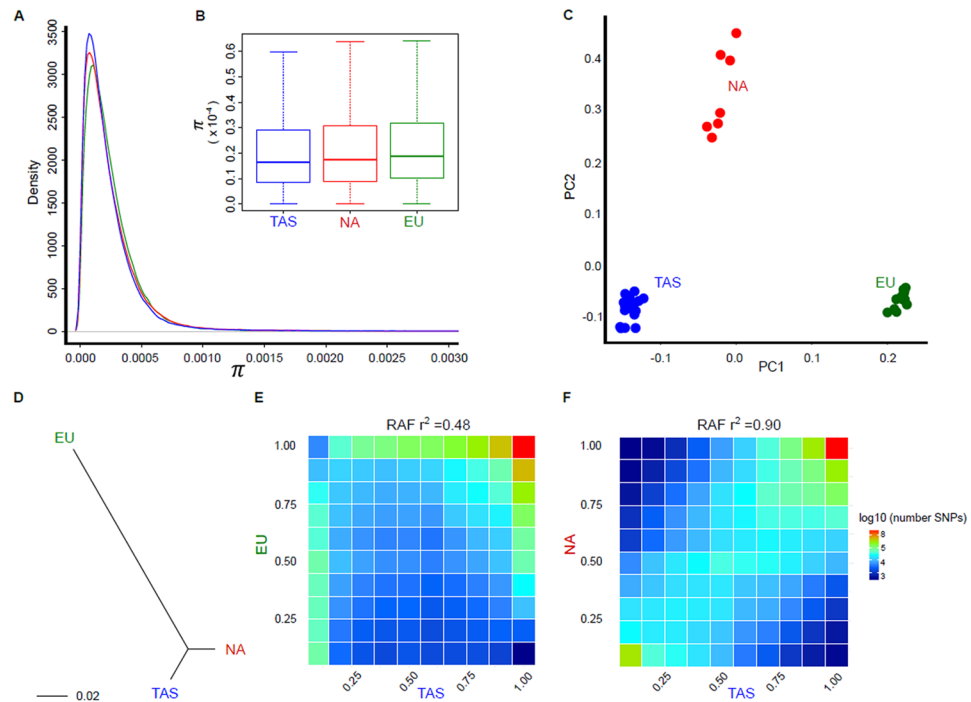 A
3500
3000
2500
2000
1500
1000
500
0
Density
0.000
0.0005
0.0010
0.0015
0.0020
0.0025
0.0030
π
B
0.6
0.5
0.4
0.3
0.2
0.1
0.0
π
( x 10⁻⁴)
TAS
NA
EU
C
0.4
0.3
0.2
0.1
0.0
-0.1
PC2
NA
TAS
EU
-0.1
0.0
0.1
0.2
PC1
D
EU
NA
TAS
0.02
E
RAF r² =0.48
1.00
0.75
0.50
0.25
EU
0.25
0.50
0.75
1.00
TAS
F
RAF r² =0.90
1.00
0.75
0.50
0.25
NA
0.25
0.50
0.75
1.00
TAS
log10 (number SNPs)
6
5
4
3